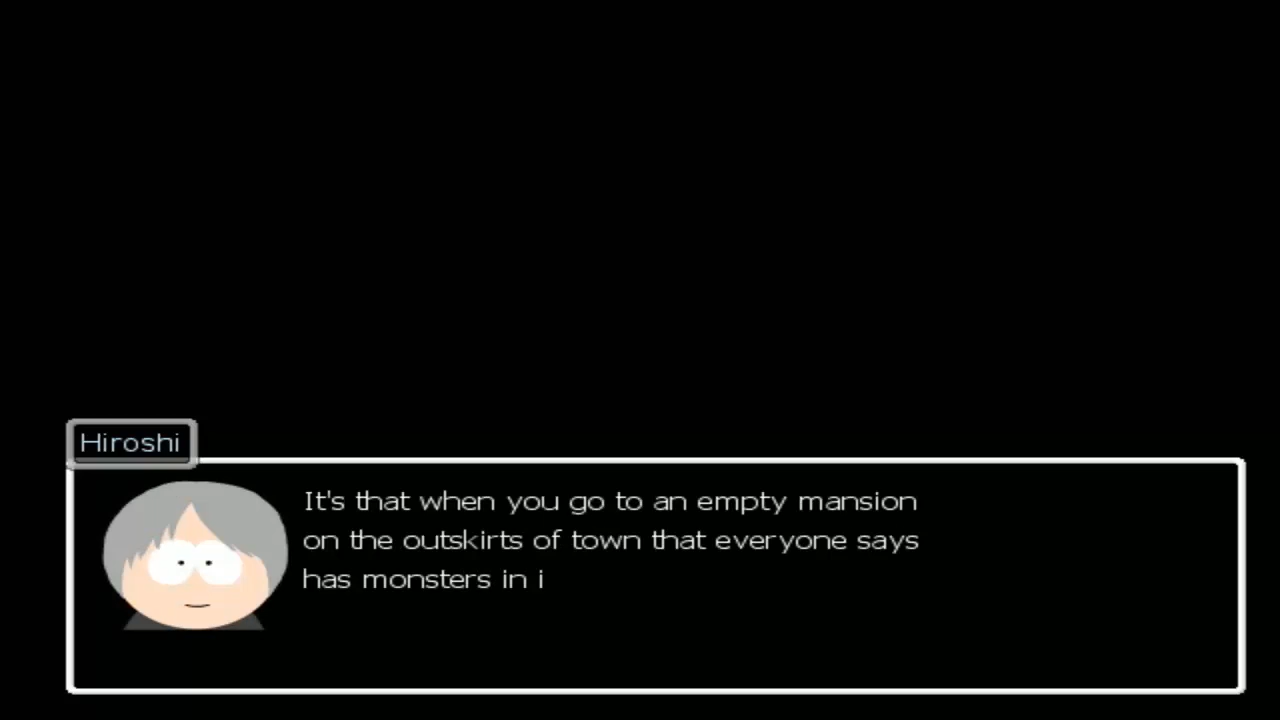 Hiroshi
It's that when you go to an empty mansion
on the outskirts of town that everyone says
has monsters in i